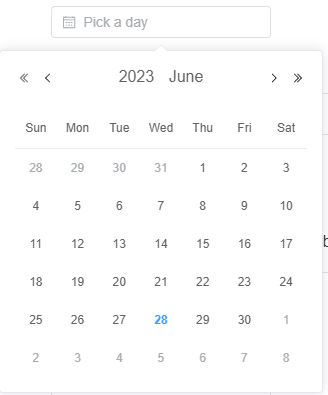 Pick a day
2023 June
Sun Mon Tue Wed Thu Fri Sat
28 29 30 31 1 2 3
4 5 6 7 8 9 10
11 12 13 14 15 16 17
18 19 20 21 22 23 24
25 26 27 28 29 30 1
2 3 4 5 6 7 8